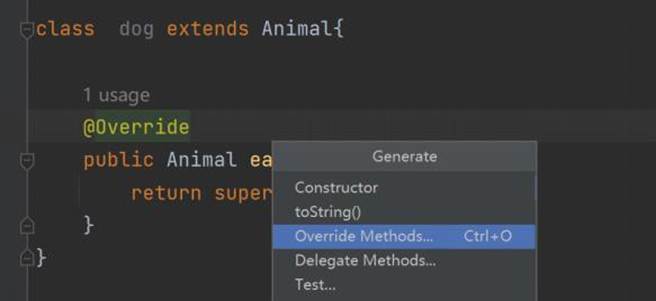 class dog extends Animal{
1 usage
@Override
public Animal ea
return super
}
}
Generate
Constructor
toString()
Override Methods... Ctrl+O
Delegate Methods...
Test...